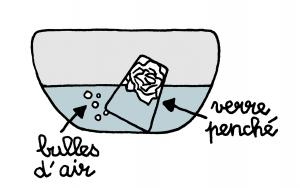 bulles
d'air
verre
penché